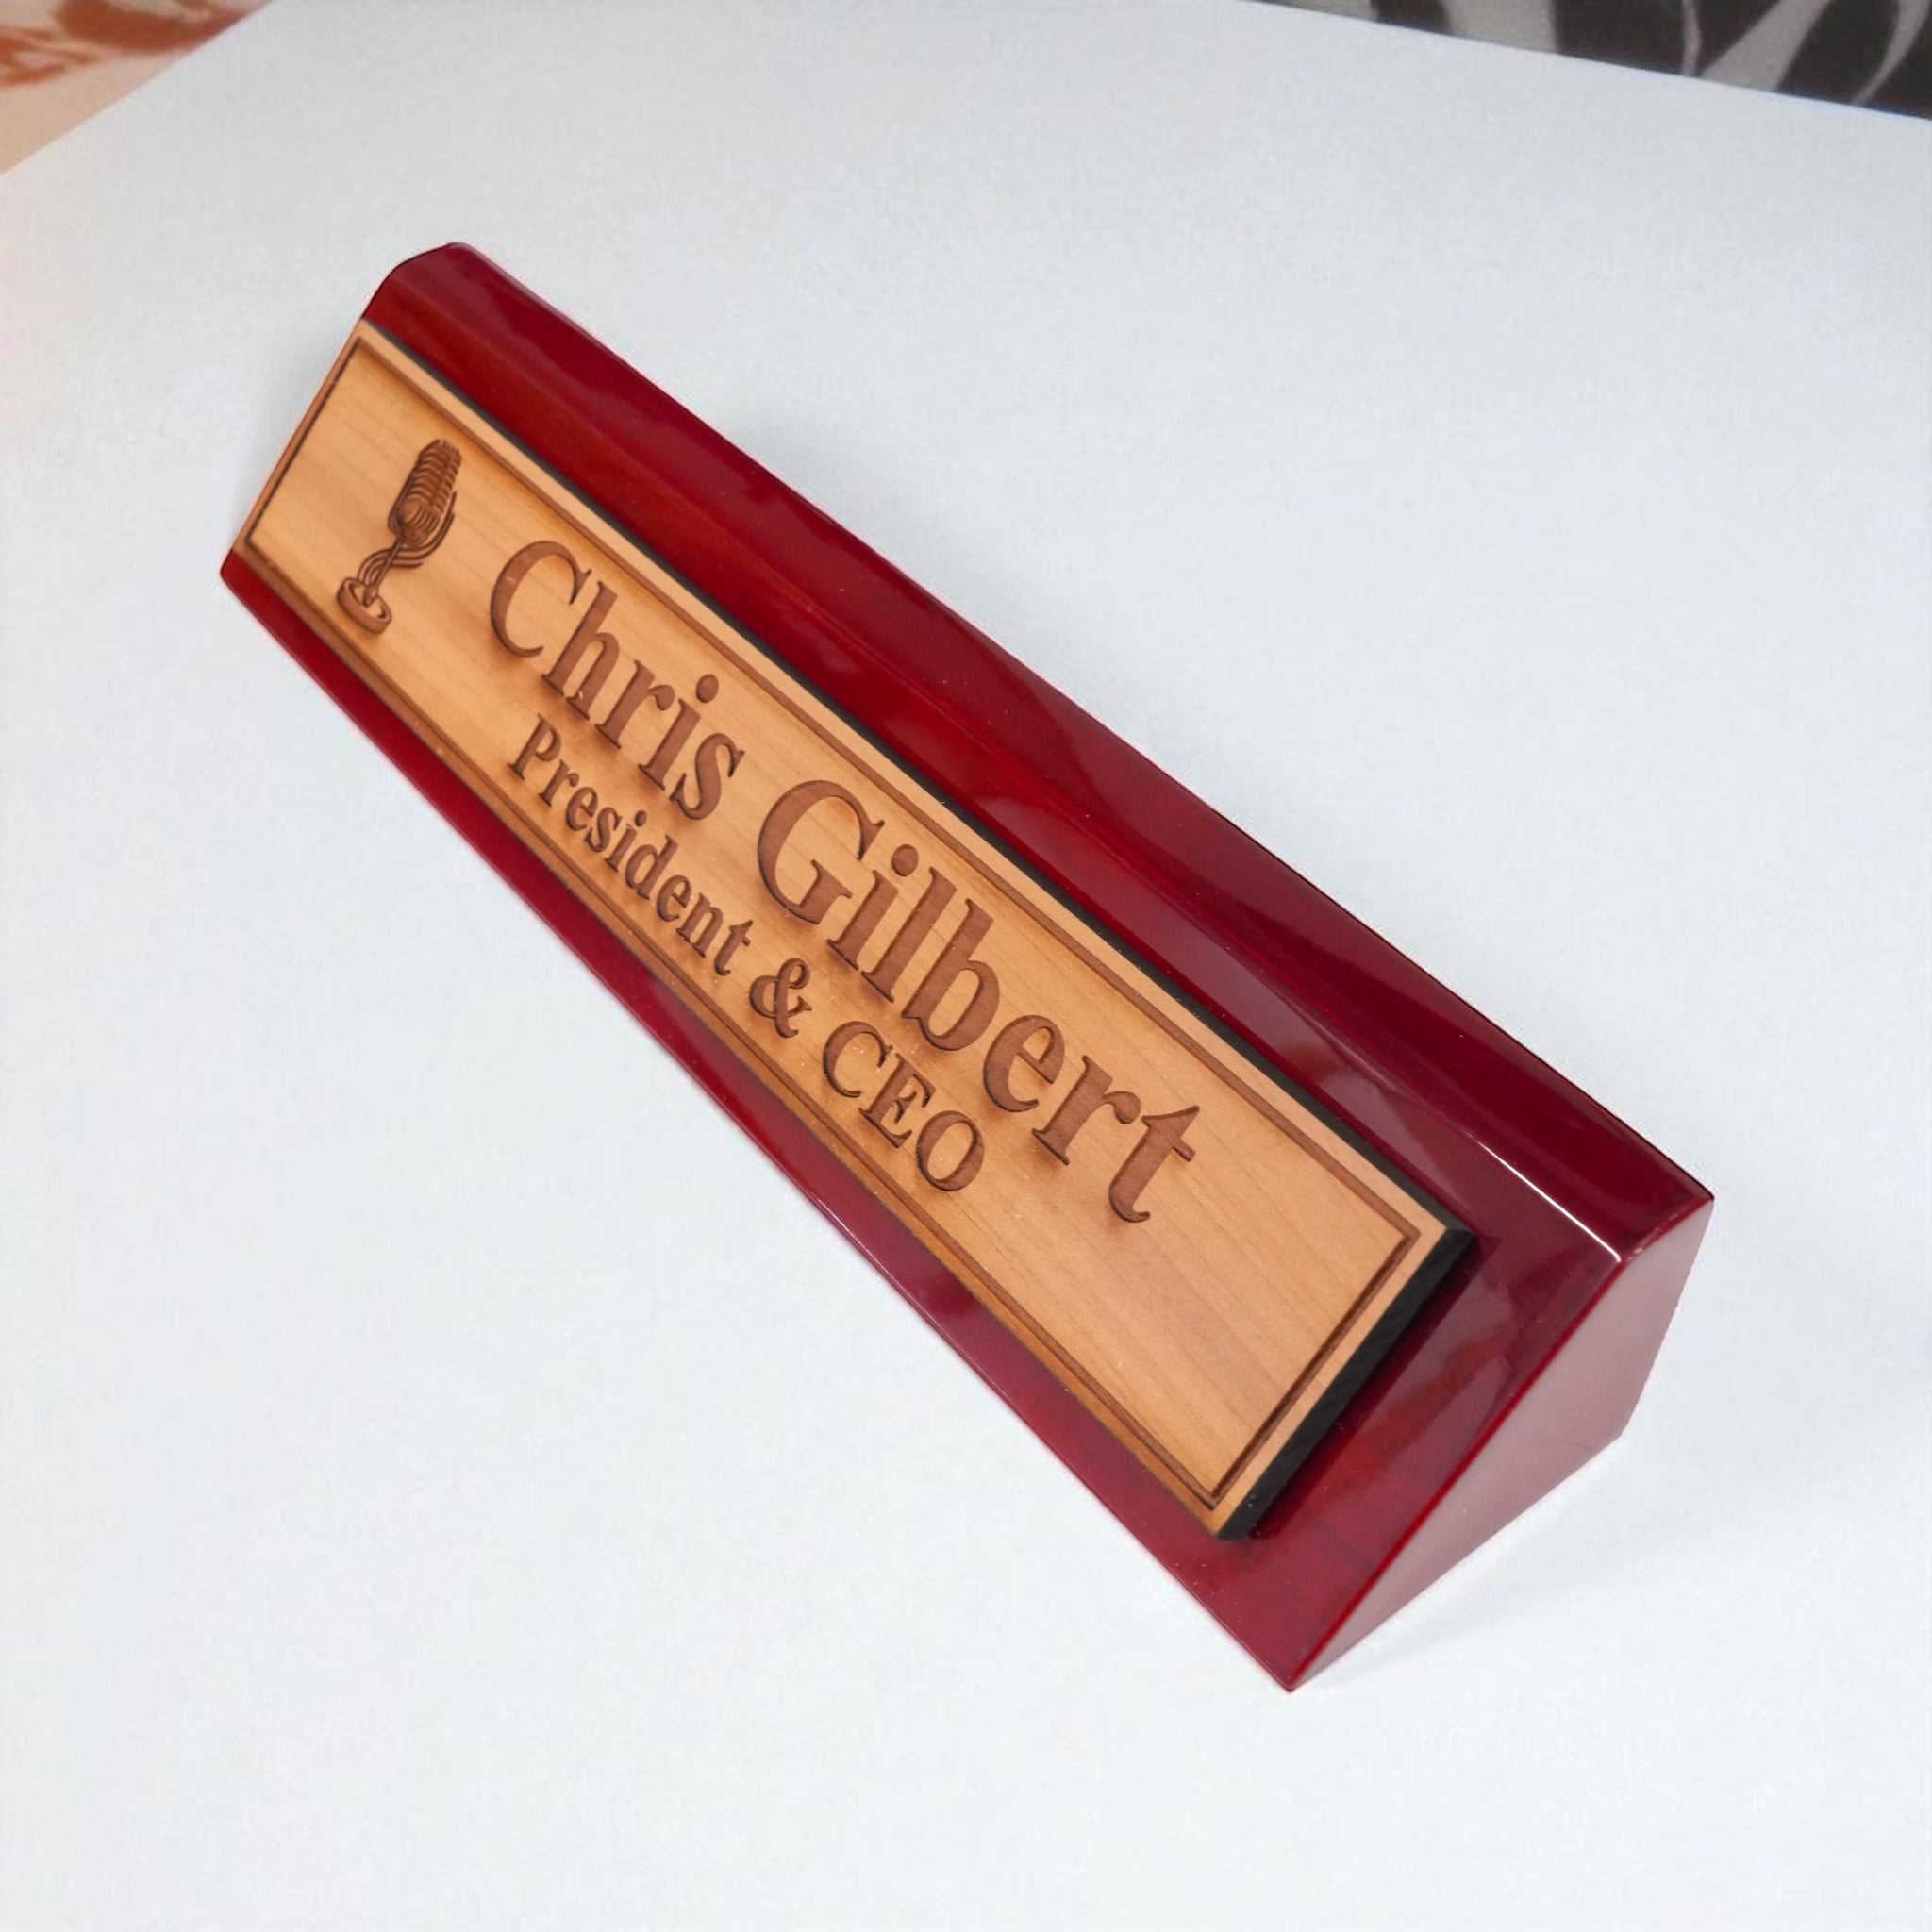 Chris Gilbert
President & CEO